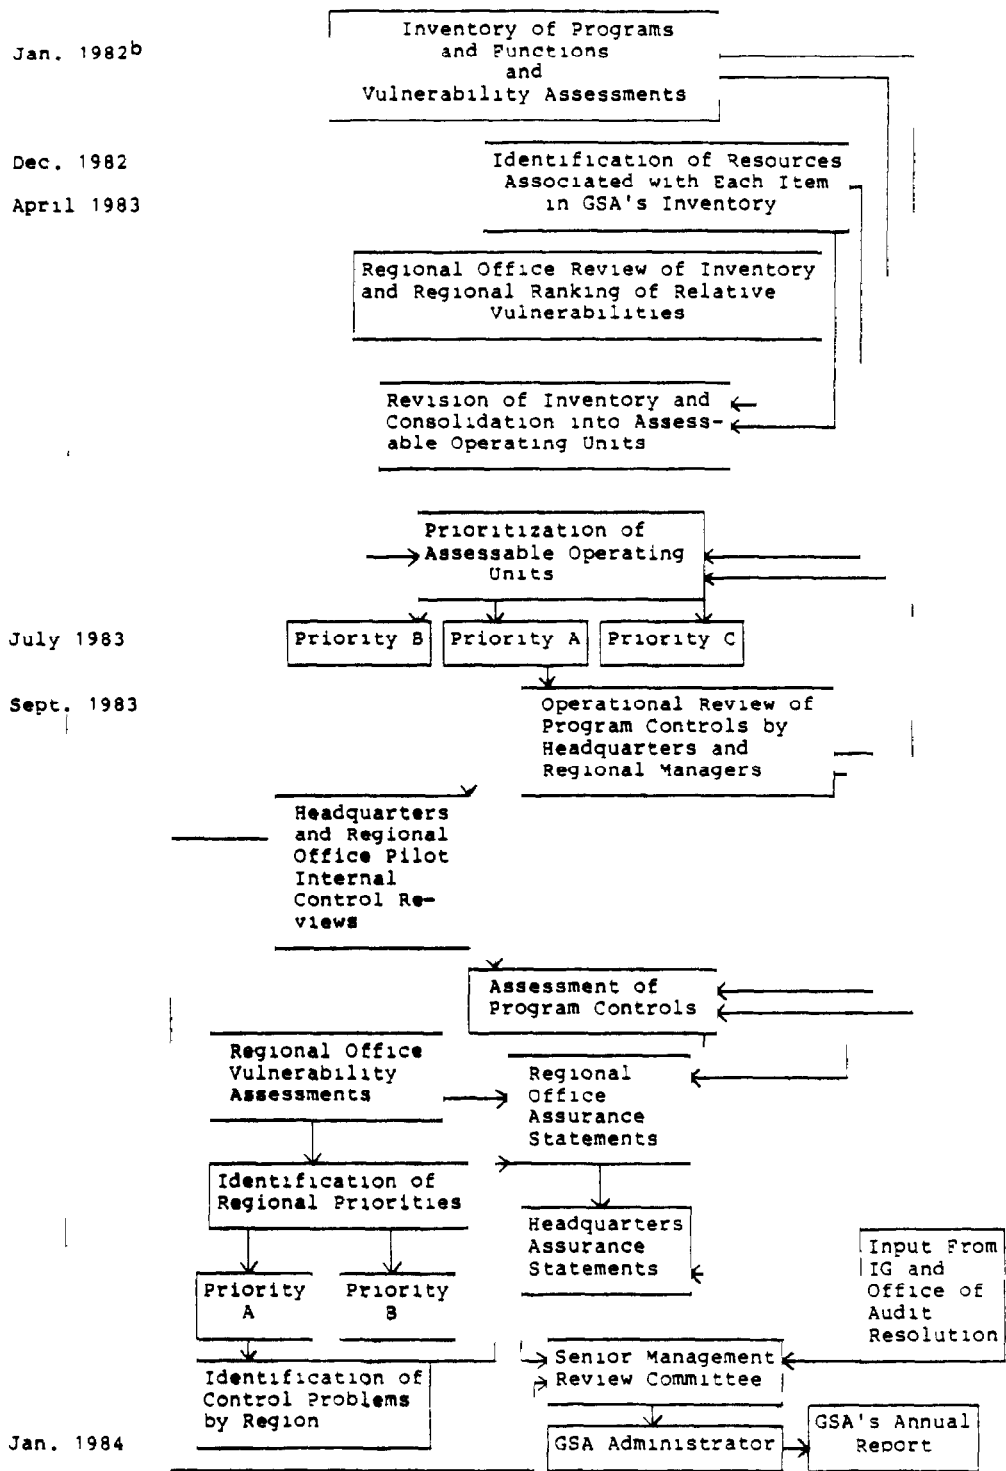 Jan. 1982b
Inventory of Programs
and Functions
and
Vulnerability Assessments
Dec. 1982
April 1983
Identification of Resources
Associated with Each Item
in GSA's Inventory
Regional Office Review of Inventory
and Regional Ranking of Relative
Vulnerabilities
Revision of Inventory and
Consolidation into Assess-
able Operating Units
Prioritization of
Assessable Operating
Units
July 1983
Priority B
Priority A
Priority C
Sept. 1983
Operational Review of
Program Controls by
Headquarters and
Regional Managers
Headquarters
and Regional
Office Pilot
Internal
Control Re-
views
Assessment of
Program Controls
Regional Office
Vulnerability
Assessments
Regional
Office
Assurance
Statements
Identification of
Regional Priorities
Headquarters
Assurance
Statements
Input From
IG and
Office of
Audit
Resolution
Priority
A
Priority
B
Identification of
Control Problems
by Region
Senior Management
Review Committee
Jan. 1984
GSA Administrator
GSA's Annual
Report